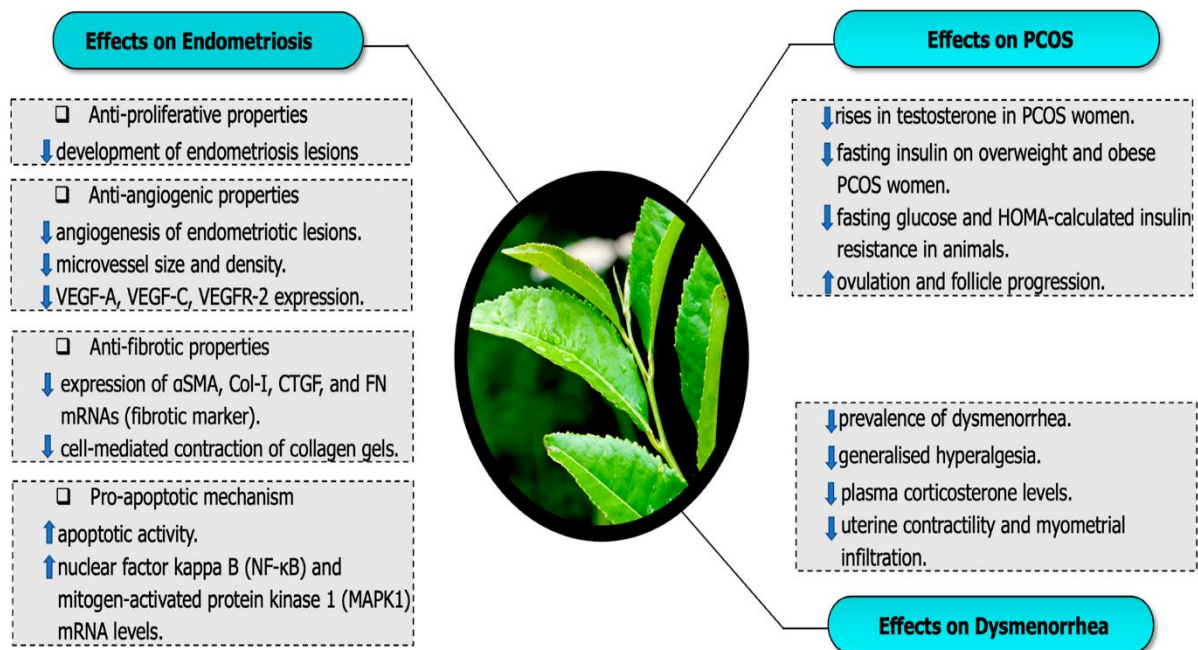 Effects on Endometriosis
❑ Anti-proliferative properties
↓ development of endometriosis lesions
❑ Anti-angiogenic properties
↓ angiogenesis of endometriotic lesions.
↓ microvessel size and density.
↓ VEGF-A, VEGF-C, VEGFR-2 expression.
❑ Anti-fibrotic properties
↓ expression of αSMA, Col-I, CTGF, and FN
mRNAs (fibrotic marker).
↓ cell-mediated contraction of collagen gels.
❑ Pro-apoptotic mechanism
↑ apoptotic activity.
↑ nuclear factor kappa B (NF-κB) and
mitogen-activated protein kinase 1 (MAPK1)
mRNA levels.
Effects on PCOS
↓ rises in testosterone in PCOS women.
↓ fasting insulin on overweight and obese
PCOS women.
↓ fasting glucose and HOMA-calculated insulin
resistance in animals.
↑ ovulation and follicle progression.
↓ prevalence of dysmenorrhea.
↓ generalised hyperalgesia.
↓ plasma corticosterone levels.
↓ uterine contractility and myometrial
infiltration.
Effects on Dysmenorrhea